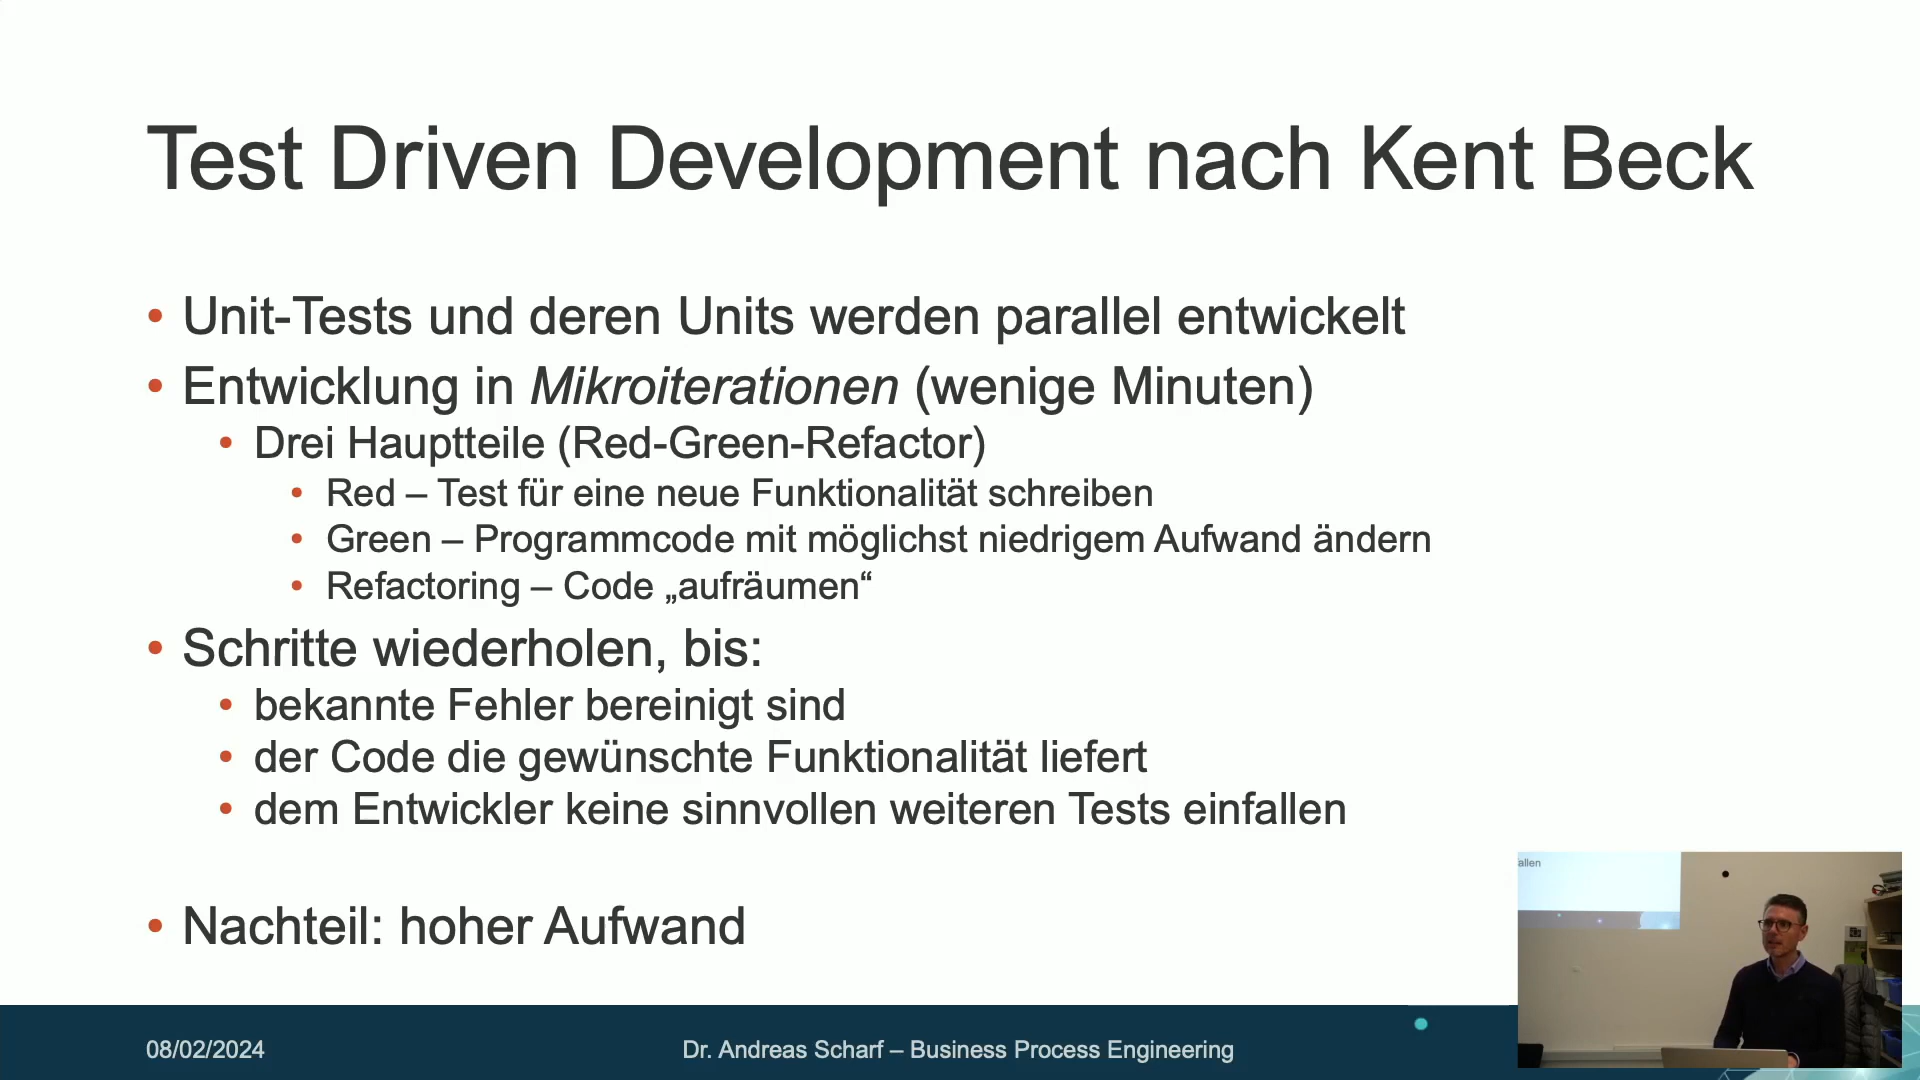 Test Driven Development nach Kent Beck
• Unit-Tests und deren Units werden parallel entwickelt
• Entwicklung in Mikroiterationen (wenige Minuten)
• Drei Hauptteile (Red-Green-Refactor)
• Red – Test für eine neue Funktionalität schreiben
• Green – Programmcode mit möglichst niedrigem Aufwand ändern
• Refactoring – Code „aufräumen“
• Schritte wiederholen, bis:
• bekannte Fehler bereinigt sind
• der Code die gewünschte Funktionalität liefert
• dem Entwickler keine sinnvollen weiteren Tests einfallen
• Nachteil: hoher Aufwand
allen
08/02/2024
Dr. Andreas Scharf – Business Process Engineering